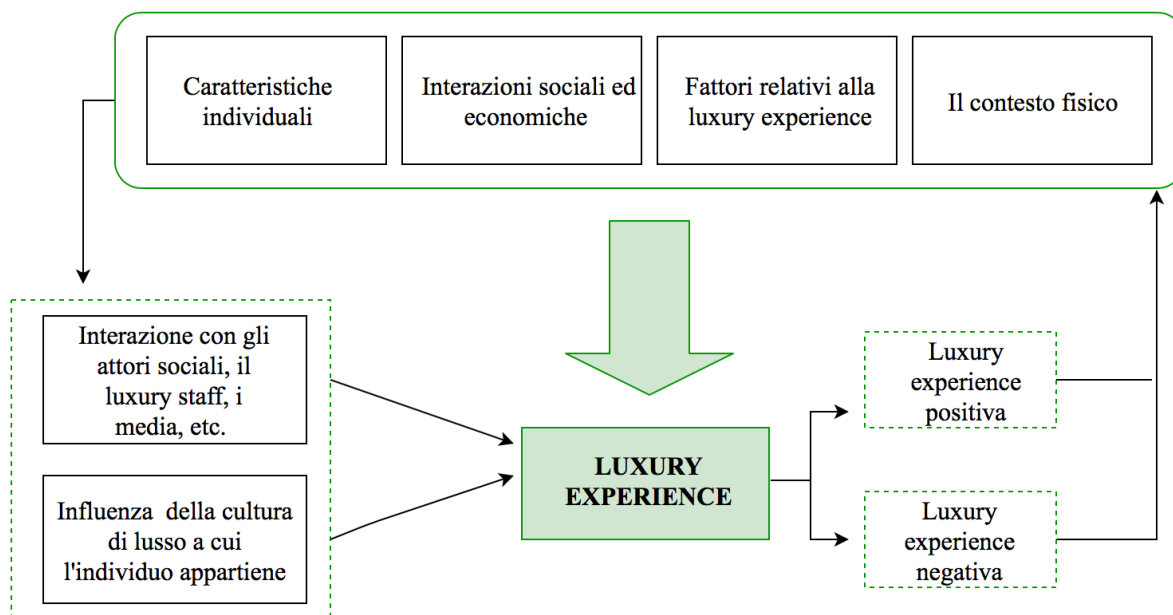 Caratteristiche
individuali
Interazioni sociali ed
economiche
Fattori relativi alla
luxury experience
Il contesto fisico
Interazione con gli
attori sociali, il
luxury staff, i
media, etc.
Influenza della cultura
di lusso a cui
l'individuo appartiene
LUXURY
EXPERIENCE
Luxury
experience
positiva
Luxury
experience
negativa